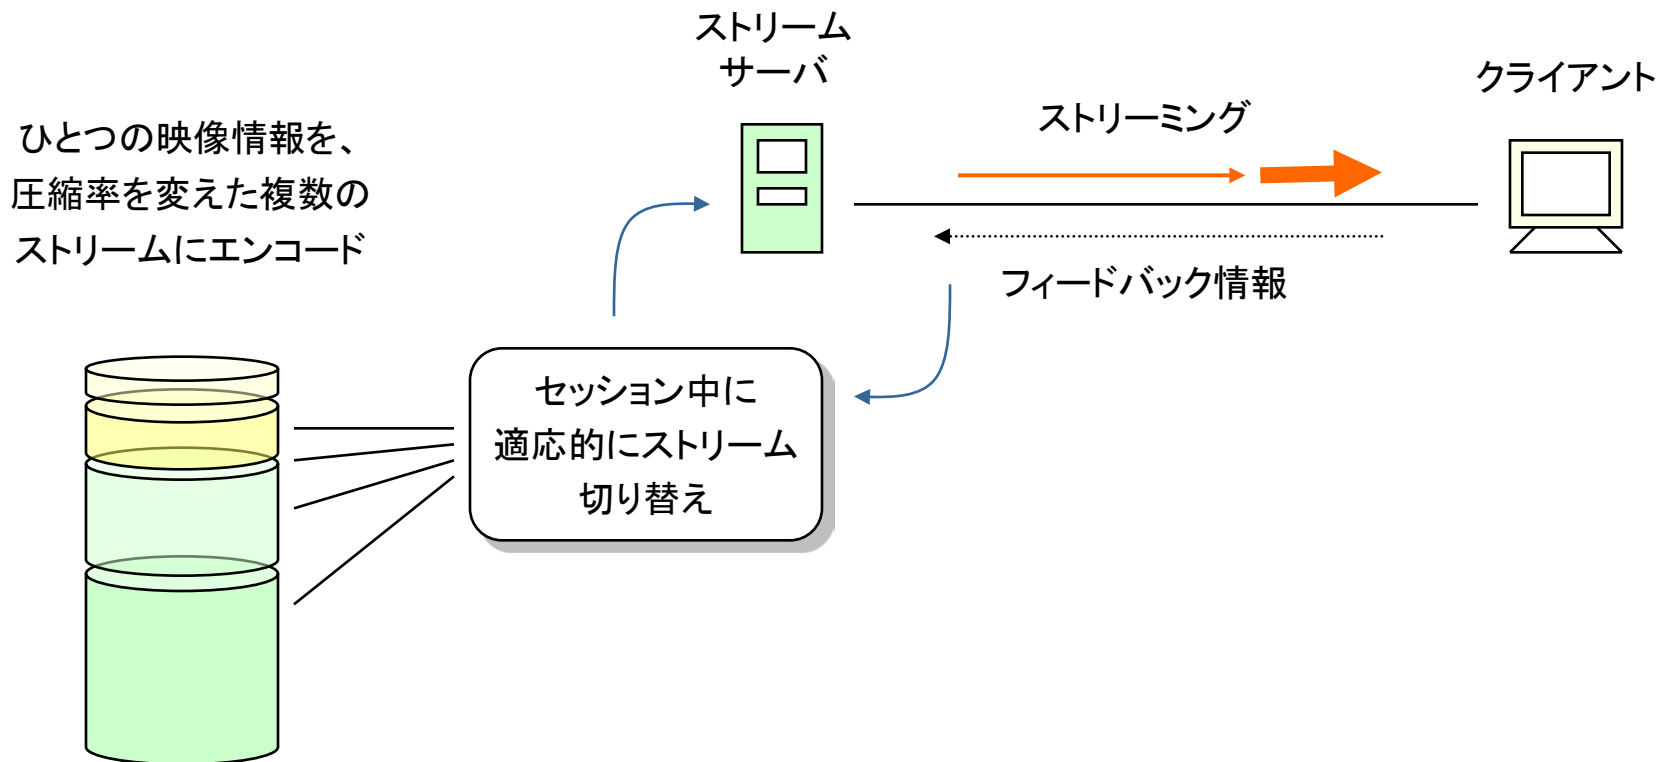 ストリーム
サーバ
クライアント
ストリーミング
ひとつの映像情報を、
圧縮率を変えた複数の
ストリームにエンコード
フィードバック情報
セッション中に
適応的にストリーム
切り替え